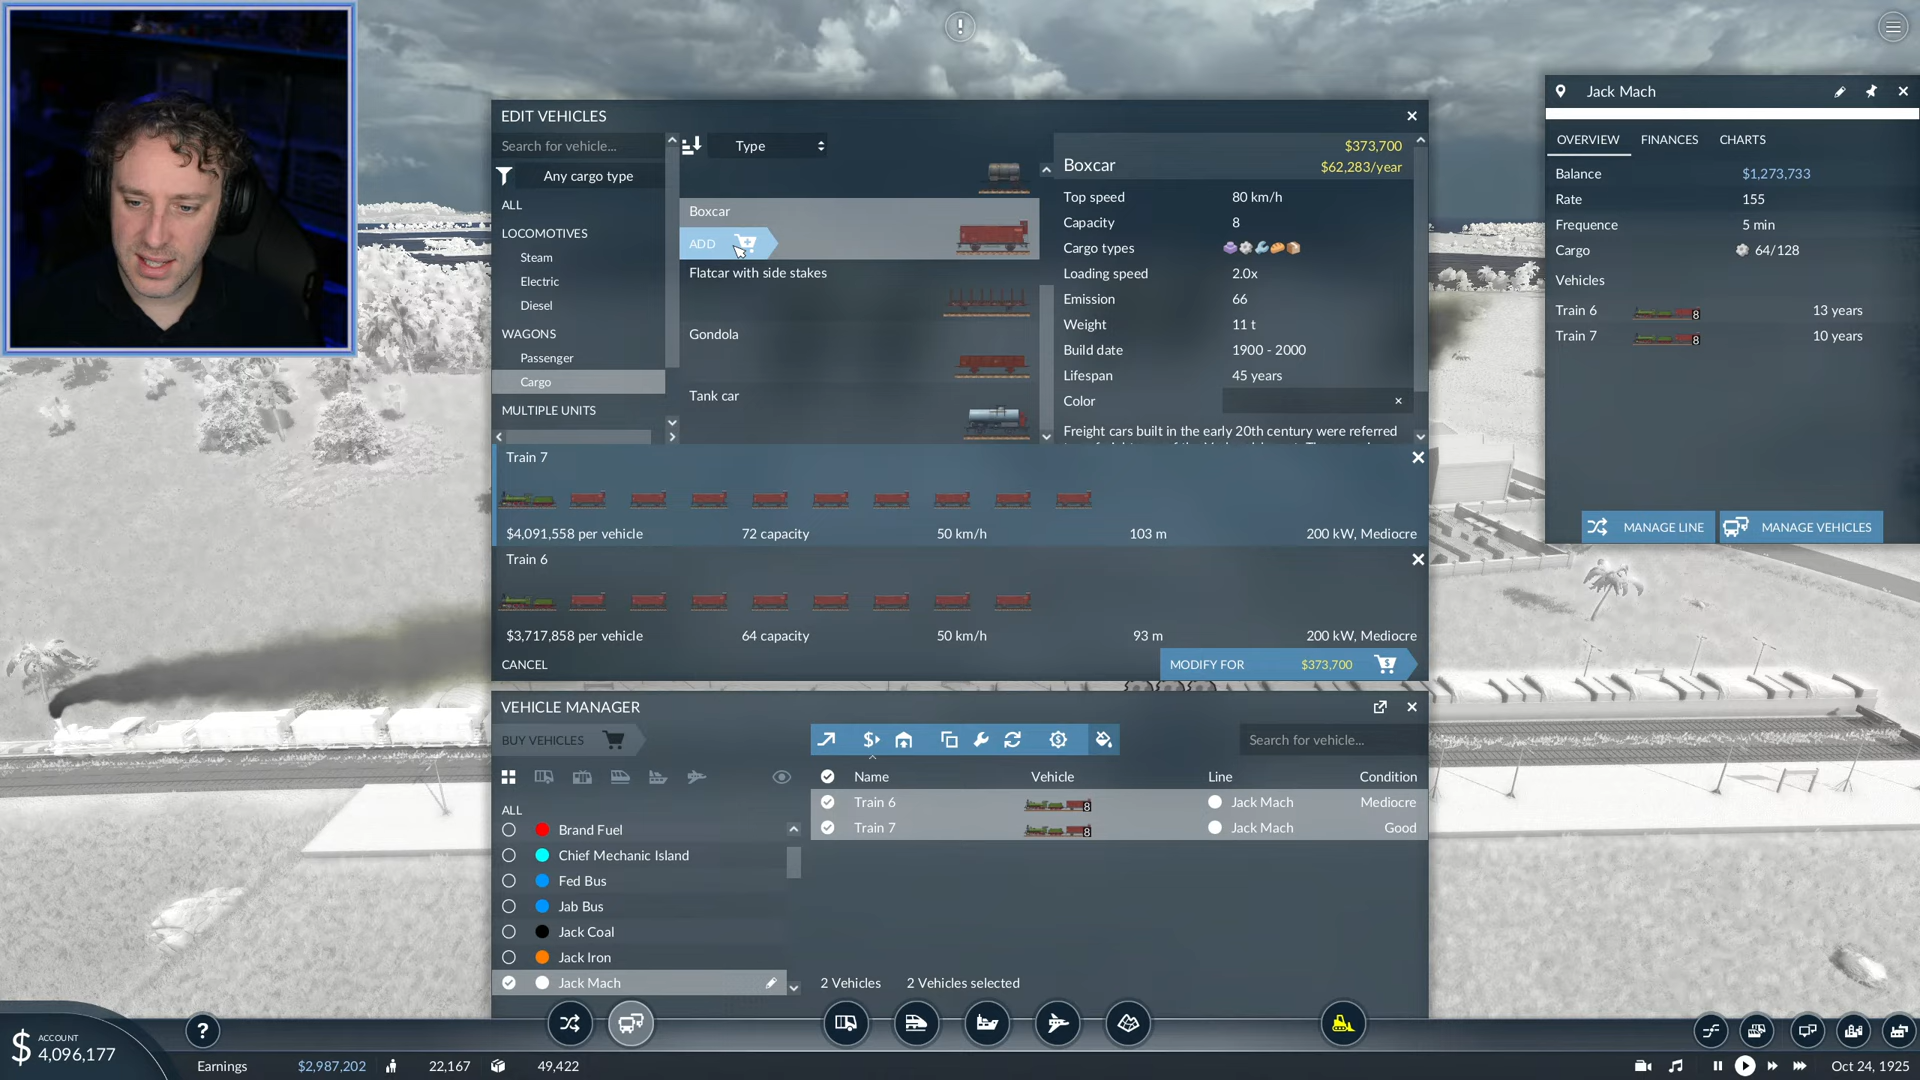 EDIT VEHICLES
Search for vehicle...
Any cargo type
ALL
LOCOMOTIVES
Steam
Electric
Diesel
WAGONS
Passenger
Cargo
MULTIPLE UNITS
Type
Boxcar
ADD
Flatcar with side stakes
Gondola
Tank car
$373,700
Boxcar
$62,283/year
Top speed 80 km/h
Capacity 8
Cargo types
Loading speed 2.0x
Emission 66
Weight 11 t
Build date 1900 - 2000
Lifespan 45 years
Color
Freight cars built in the early 20th century were referred
Train 7
$4,091,558 per vehicle 72 capacity 50 km/h 103 m 200 kW, Mediocre
Train 6
$3,717,858 per vehicle 64 capacity 50 km/h 93 m 200 kW, Mediocre
CANCEL
MODIFY FOR $373,700
VEHICLE MANAGER
BUY VEHICLES
Search for vehicle...
ALL
Brand Fuel
Chief Mechanic Island
Fed Bus
Jab Bus
Jack Coal
Jack Iron
Jack Mach
Name Vehicle Line Condition
Train 6 8 Jack Mach Mediocre
Train 7 8 Jack Mach Good
2 Vehicles 2 Vehicles selected
Jack Mach
OVERVIEW FINANCES CHARTS
Balance $1,273,733
Rate 155
Frequence 5 min
Cargo 64/128
Vehicles
Train 6 8 13 years
Train 7 8 10 years
MANAGE LINE
MANAGE VEHICLES
$ ACCOUNT
4,096,177
?
Earnings $2,987,202 22,167 49,422
Oct 24, 1925